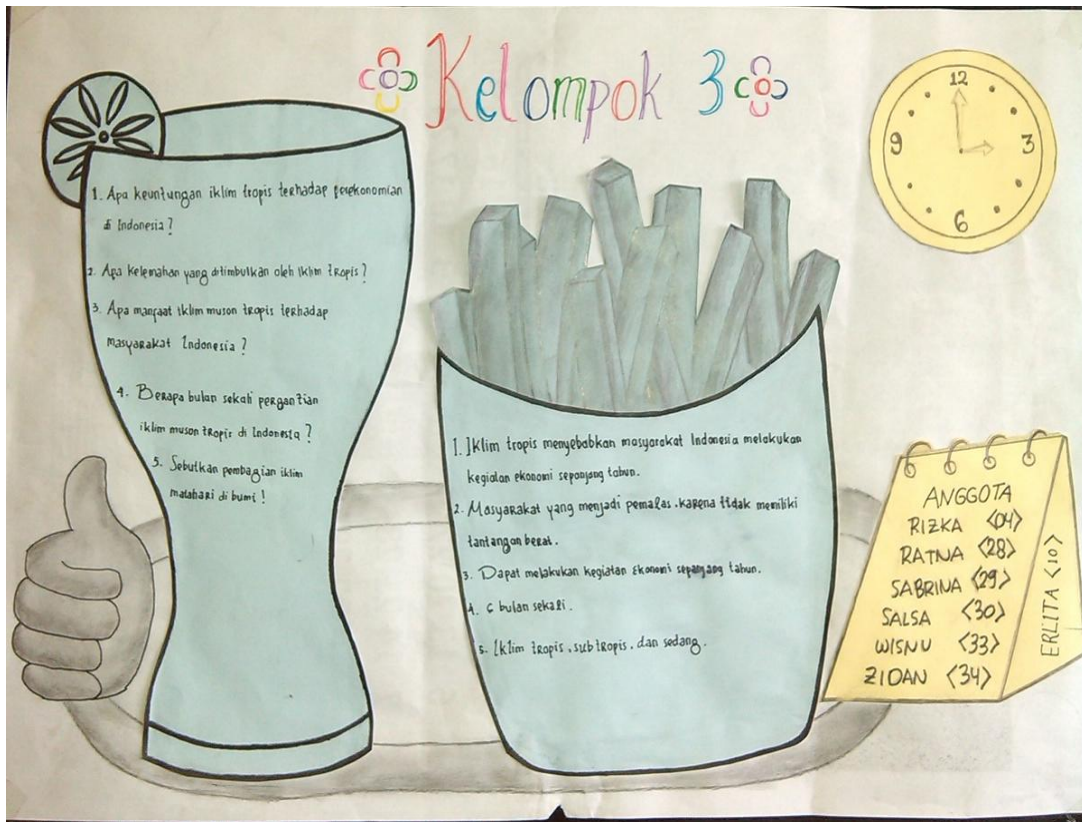 Kelompok 3
12
3
6
9
1. Apa keuntungan iklim tropis terhadap perekonomian
di Indonesia?
2. Apa kelemahan yang ditimbulkan oleh iklim tropis?
3. Apa manfaat iklim muson tropis terhadap
masyarakat Indonesia?
4. Berapa bulan sekali pergantian
iklim muson tropis di Indonesia?
5. Sebutkan pembagian iklim
matahari di bumi!
1. Iklim tropis menyebabkan masyarakat Indonesia melakukan
kegiatan ekonomi sepanjang tahun.
2. Masyarakat yang menjadi pemalas, karena tidak memiliki
tantangan berat.
3. Dapat melakukan kegiatan ekonomi sepanjang tahun.
4. 6 bulan sekali.
5. Iklim tropis, sub tropis, dan sedang.
ANGGOTA
RIZKA <04>
RATNA <28>
SABRINA <29>
SALSA <30>
WISNU <33>
ZIDAN <34>
ERLITA <10>